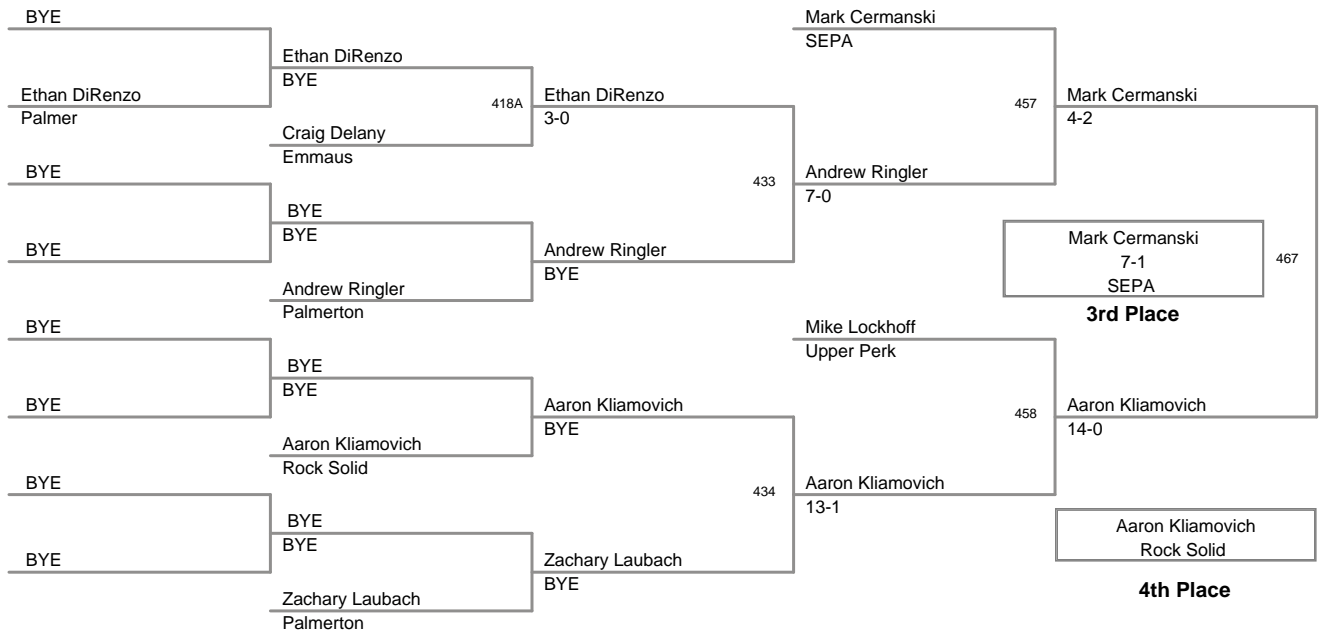 BYE
Mark Cermanski
SEPA
Ethan DiRenzo
BYE
Ethan DiRenzo
Palmer
418A
Ethan DiRenzo
3-0
457
Mark Cermanski
4-2
Craig Delany
Emmaus
BYE
433
Andrew Ringler
7-0
BYE
BYE
BYE
Andrew Ringler
BYE
Mark Cermanski
7-1
SEPA
467
3rd Place
Andrew Ringler
Palmerton
BYE
Mike Lockhoff
Upper Perk
BYE
BYE
BYE
Aaron Kliamovich
BYE
458
Aaron Kliamovich
14-0
Aaron Kliamovich
Rock Solid
BYE
434
Aaron Kliamovich
13-1
BYE
BYE
Aaron Kliamovich
Rock Solid
4th Place
BYE
Zachary Laubach
BYE
Zachary Laubach
Palmerton